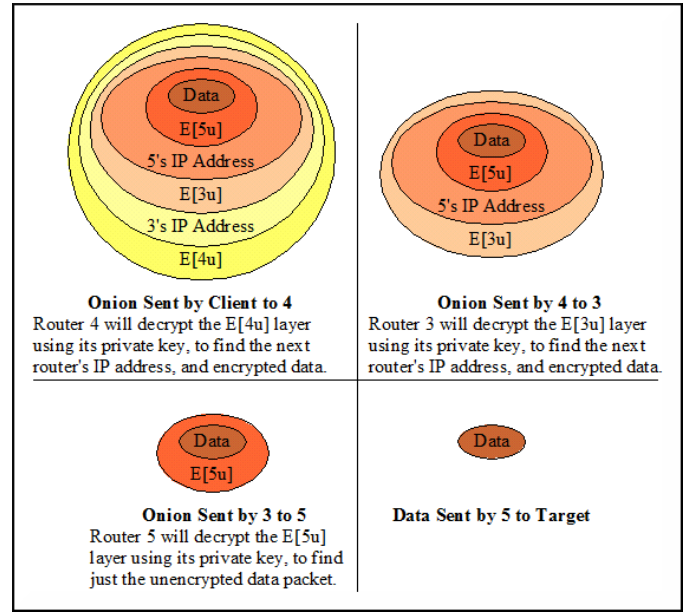 Data
E[5u]
5's IP Address
E[3u]
3's IP Address
E[4u]
Onion Sent by Client to 4
Router 4 will decrypt the E[4u] layer
using its private key, to find the next
router's IP address, and encrypted data.
Data
E[5u]
5's IP Address
E[3u]
Onion Sent by 4 to 3
Router 3 will decrypt the E[3u] layer
using its private key, to find the next
router's IP address, and encrypted data.
Data
E[5u]
Onion Sent by 3 to 5
Router 5 will decrypt the E[5u]
layer using its private key, to find
just the unencrypted data packet.
Data
Data Sent by 5 to Target